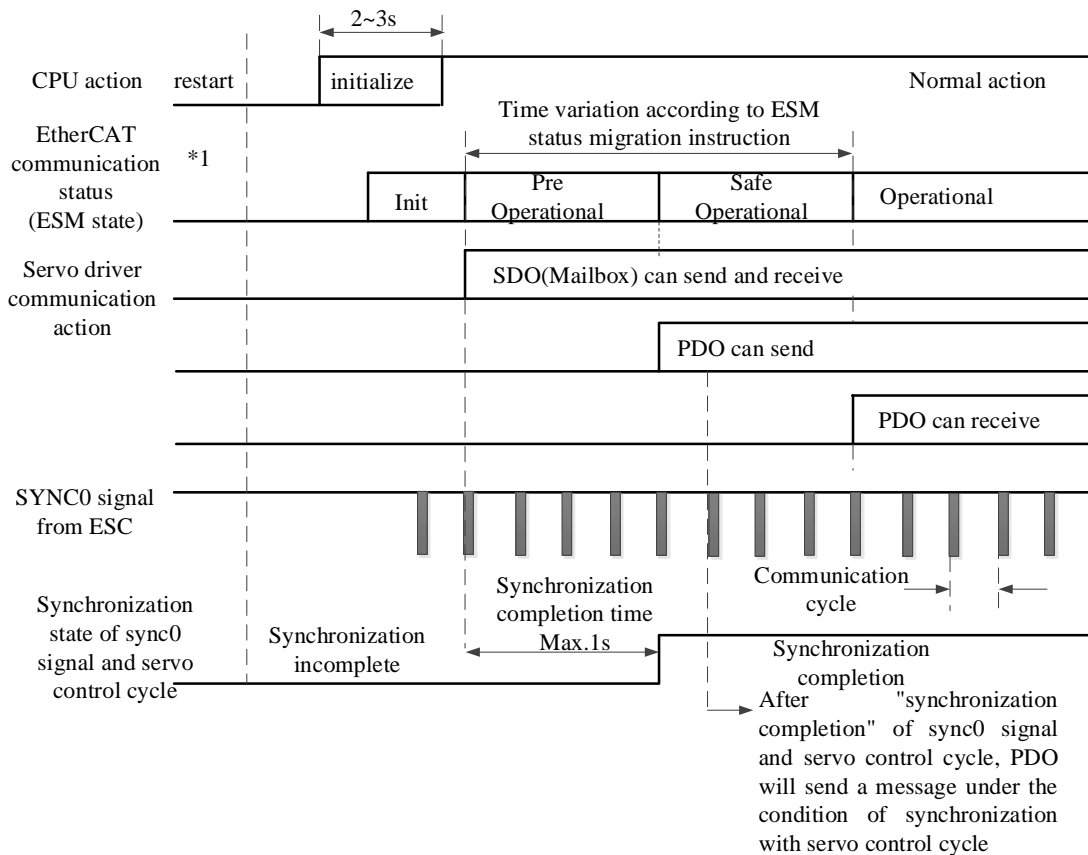 2~3s
CPU action
restart
initialize
Normal action
Time variation according to ESM
status migration instruction
EtherCAT
communication
status
(ESM state)
*1
Init
Pre
Operational
Safe
Operational
Operational
Servo driver
communication
action
SDO(Mailbox) can send and receive
PDO can send
PDO can receive
SYNC0 signal
from ESC
Communication
cycle
Synchronization
completion time
Max.1s
Synchronization
state of sync0
signal and servo
control cycle
Synchronization
incomplete
Synchronization
completion
After "synchronization
completion" of sync0 signal
and servo control cycle, PDO
will send a message under the
condition of synchronization
with servo control cycle